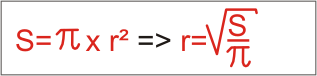 S=π x r² => r=√S/π